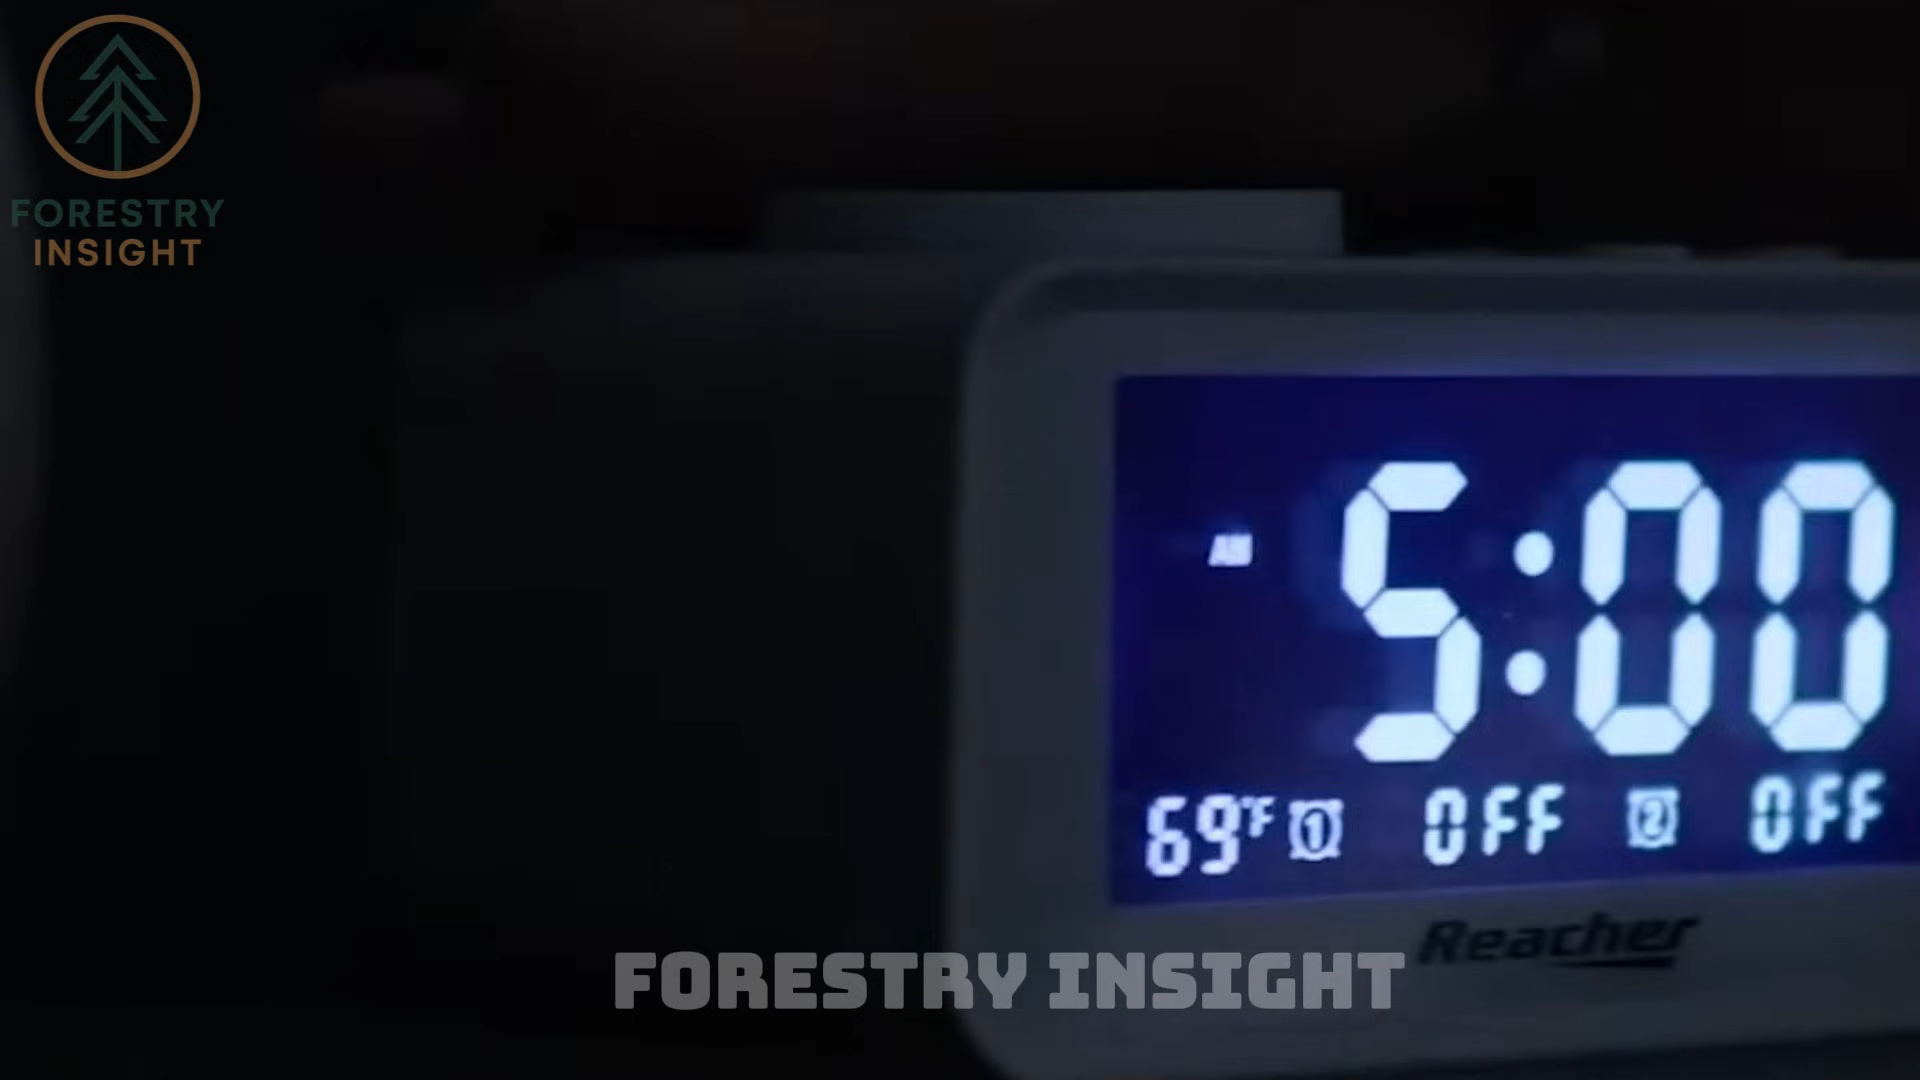 FORESTRY
INSIGHT
AM 5:00
69°F 1 OFF 2 OFF
Reacher
FORESTRY INSIGHT